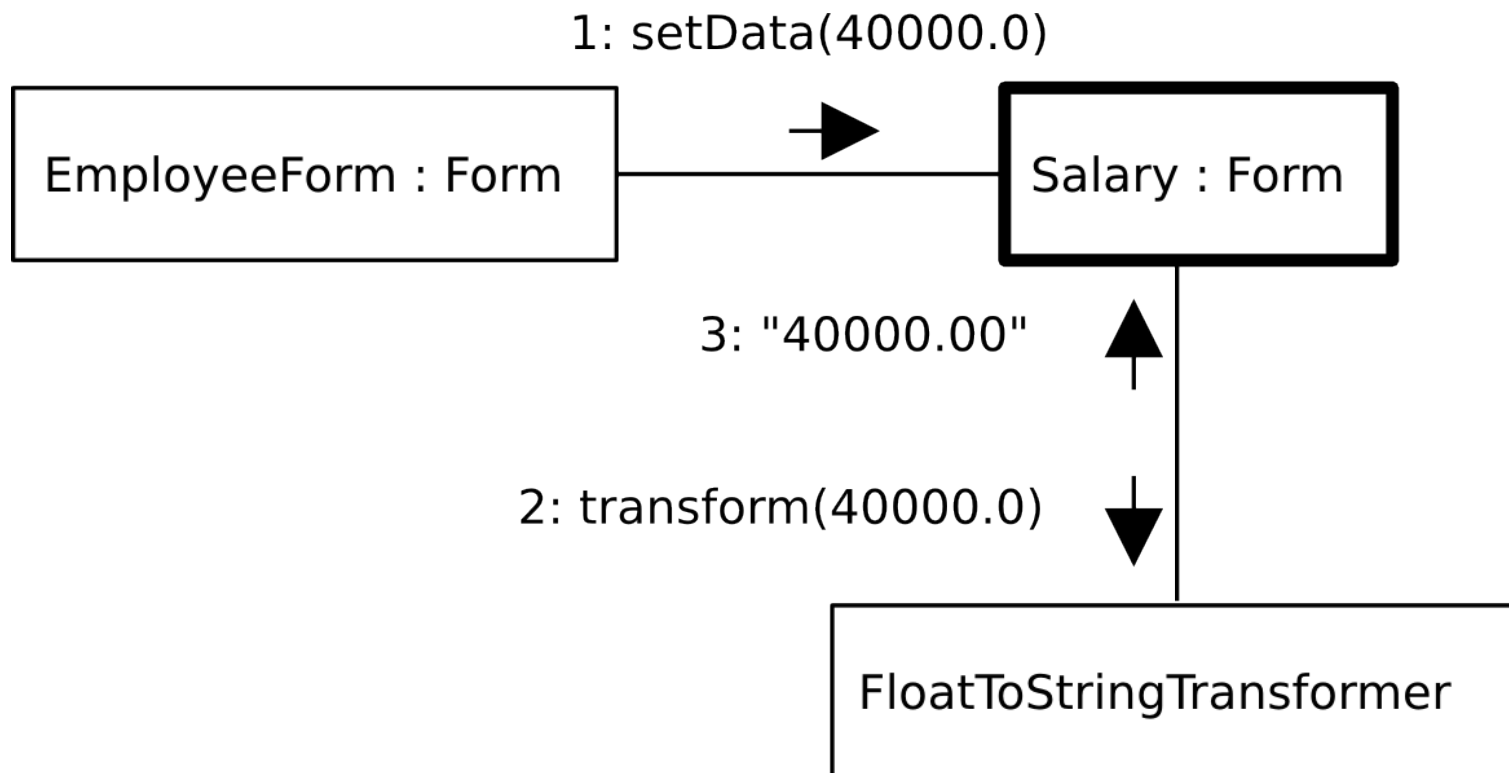 1: setData(40000.0)
EmployeeForm : Form
Salary : Form
3: "40000.00"
2: transform(40000.0)
FloatToStringTransformer